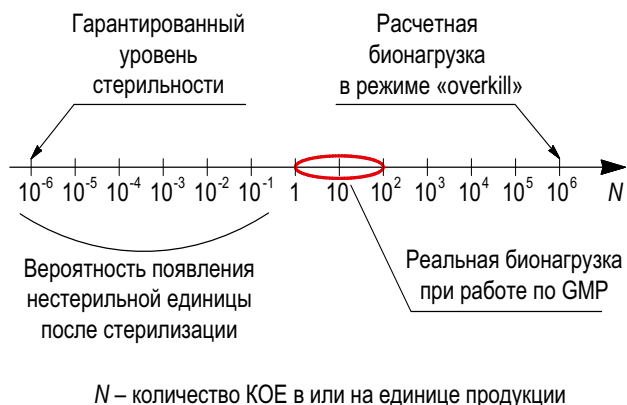 Гарантированный
уровень
стерильности
Расчетная
бионагрузка
в режиме «overkill»
10⁻⁶ 10⁻⁵ 10⁻⁴ 10⁻³ 10⁻² 10⁻¹ 1 10 10² 10³ 10⁴ 10⁵ 10⁶ N
Вероятность появления
нестерильной единицы
после стерилизации
Реальная бионагрузка
при работе по GMP
N – количество КОЕ в или на единице продукции